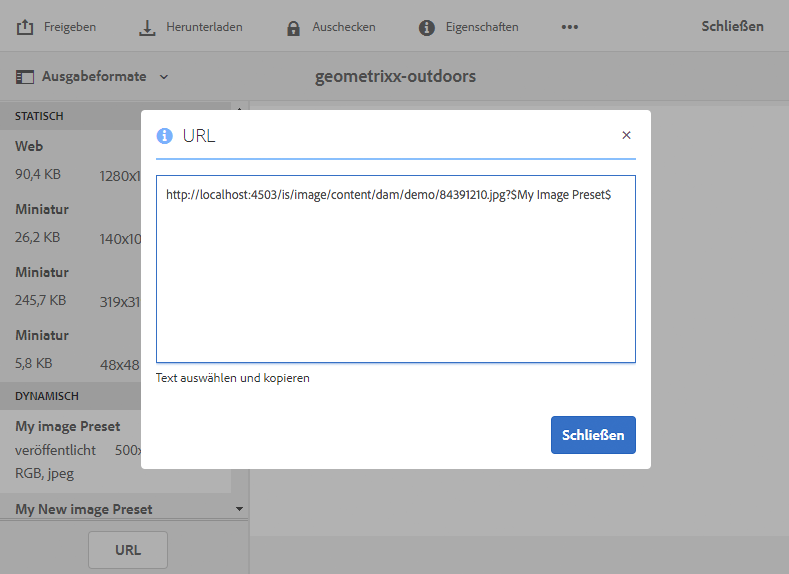 Freigeben Herunterladen Auschecken Eigenschaften ••• Schließen
Ausgabeformate geometrixx-outdoors
STATISCH
URL ×
Web
90,4 KB 1280x1
http://localhost:4503/is/image/content/dam/demo/84391210.jpg?$My Image Preset$
Miniatur
26,2 KB 140x10
Miniatur
245,7 KB 319x31
Miniatur
5,8 KB 48x48
Text auswählen und kopieren
DYNAMISCH
My image Preset
veröffentlicht 500x
RGB, jpeg
Schließen
My New image Preset
URL